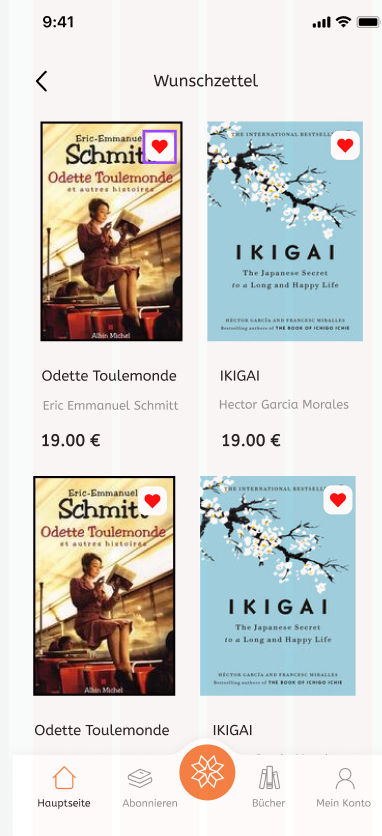 9:41
Wunschzettel
Eric-Emmanuel
Schmitt
Odette Toulemonde
et autres histoires
Albin Michel
THE INTERNATIONAL BESTSELL
IKIGAI
The Japanese Secret
to a Long and Happy Life
HÉCTOR GARCÍA AND FRANCESC MIRALLES
Bestselling authors of THE BOOK OF ICHIGO ICHIE
Odette Toulemonde
IKIGAI
Eric Emmanuel Schmitt
Hector Garcia Morales
19.00 €
19.00 €
Eric-Emmanuel
Schmitt
Odette Toulemonde
et autres histoires
Albin Michel
THE INTERNATIONAL BESTSELL
IKIGAI
The Japanese Secret
to a Long and Happy Life
HÉCTOR GARCÍA AND FRANCESC MIRALLES
Bestselling authors of THE BOOK OF ICHIGO ICHIE
Odette Toulemonde
IKIGAI
Hauptseite
Abonnieren
Bücher
Mein Konto